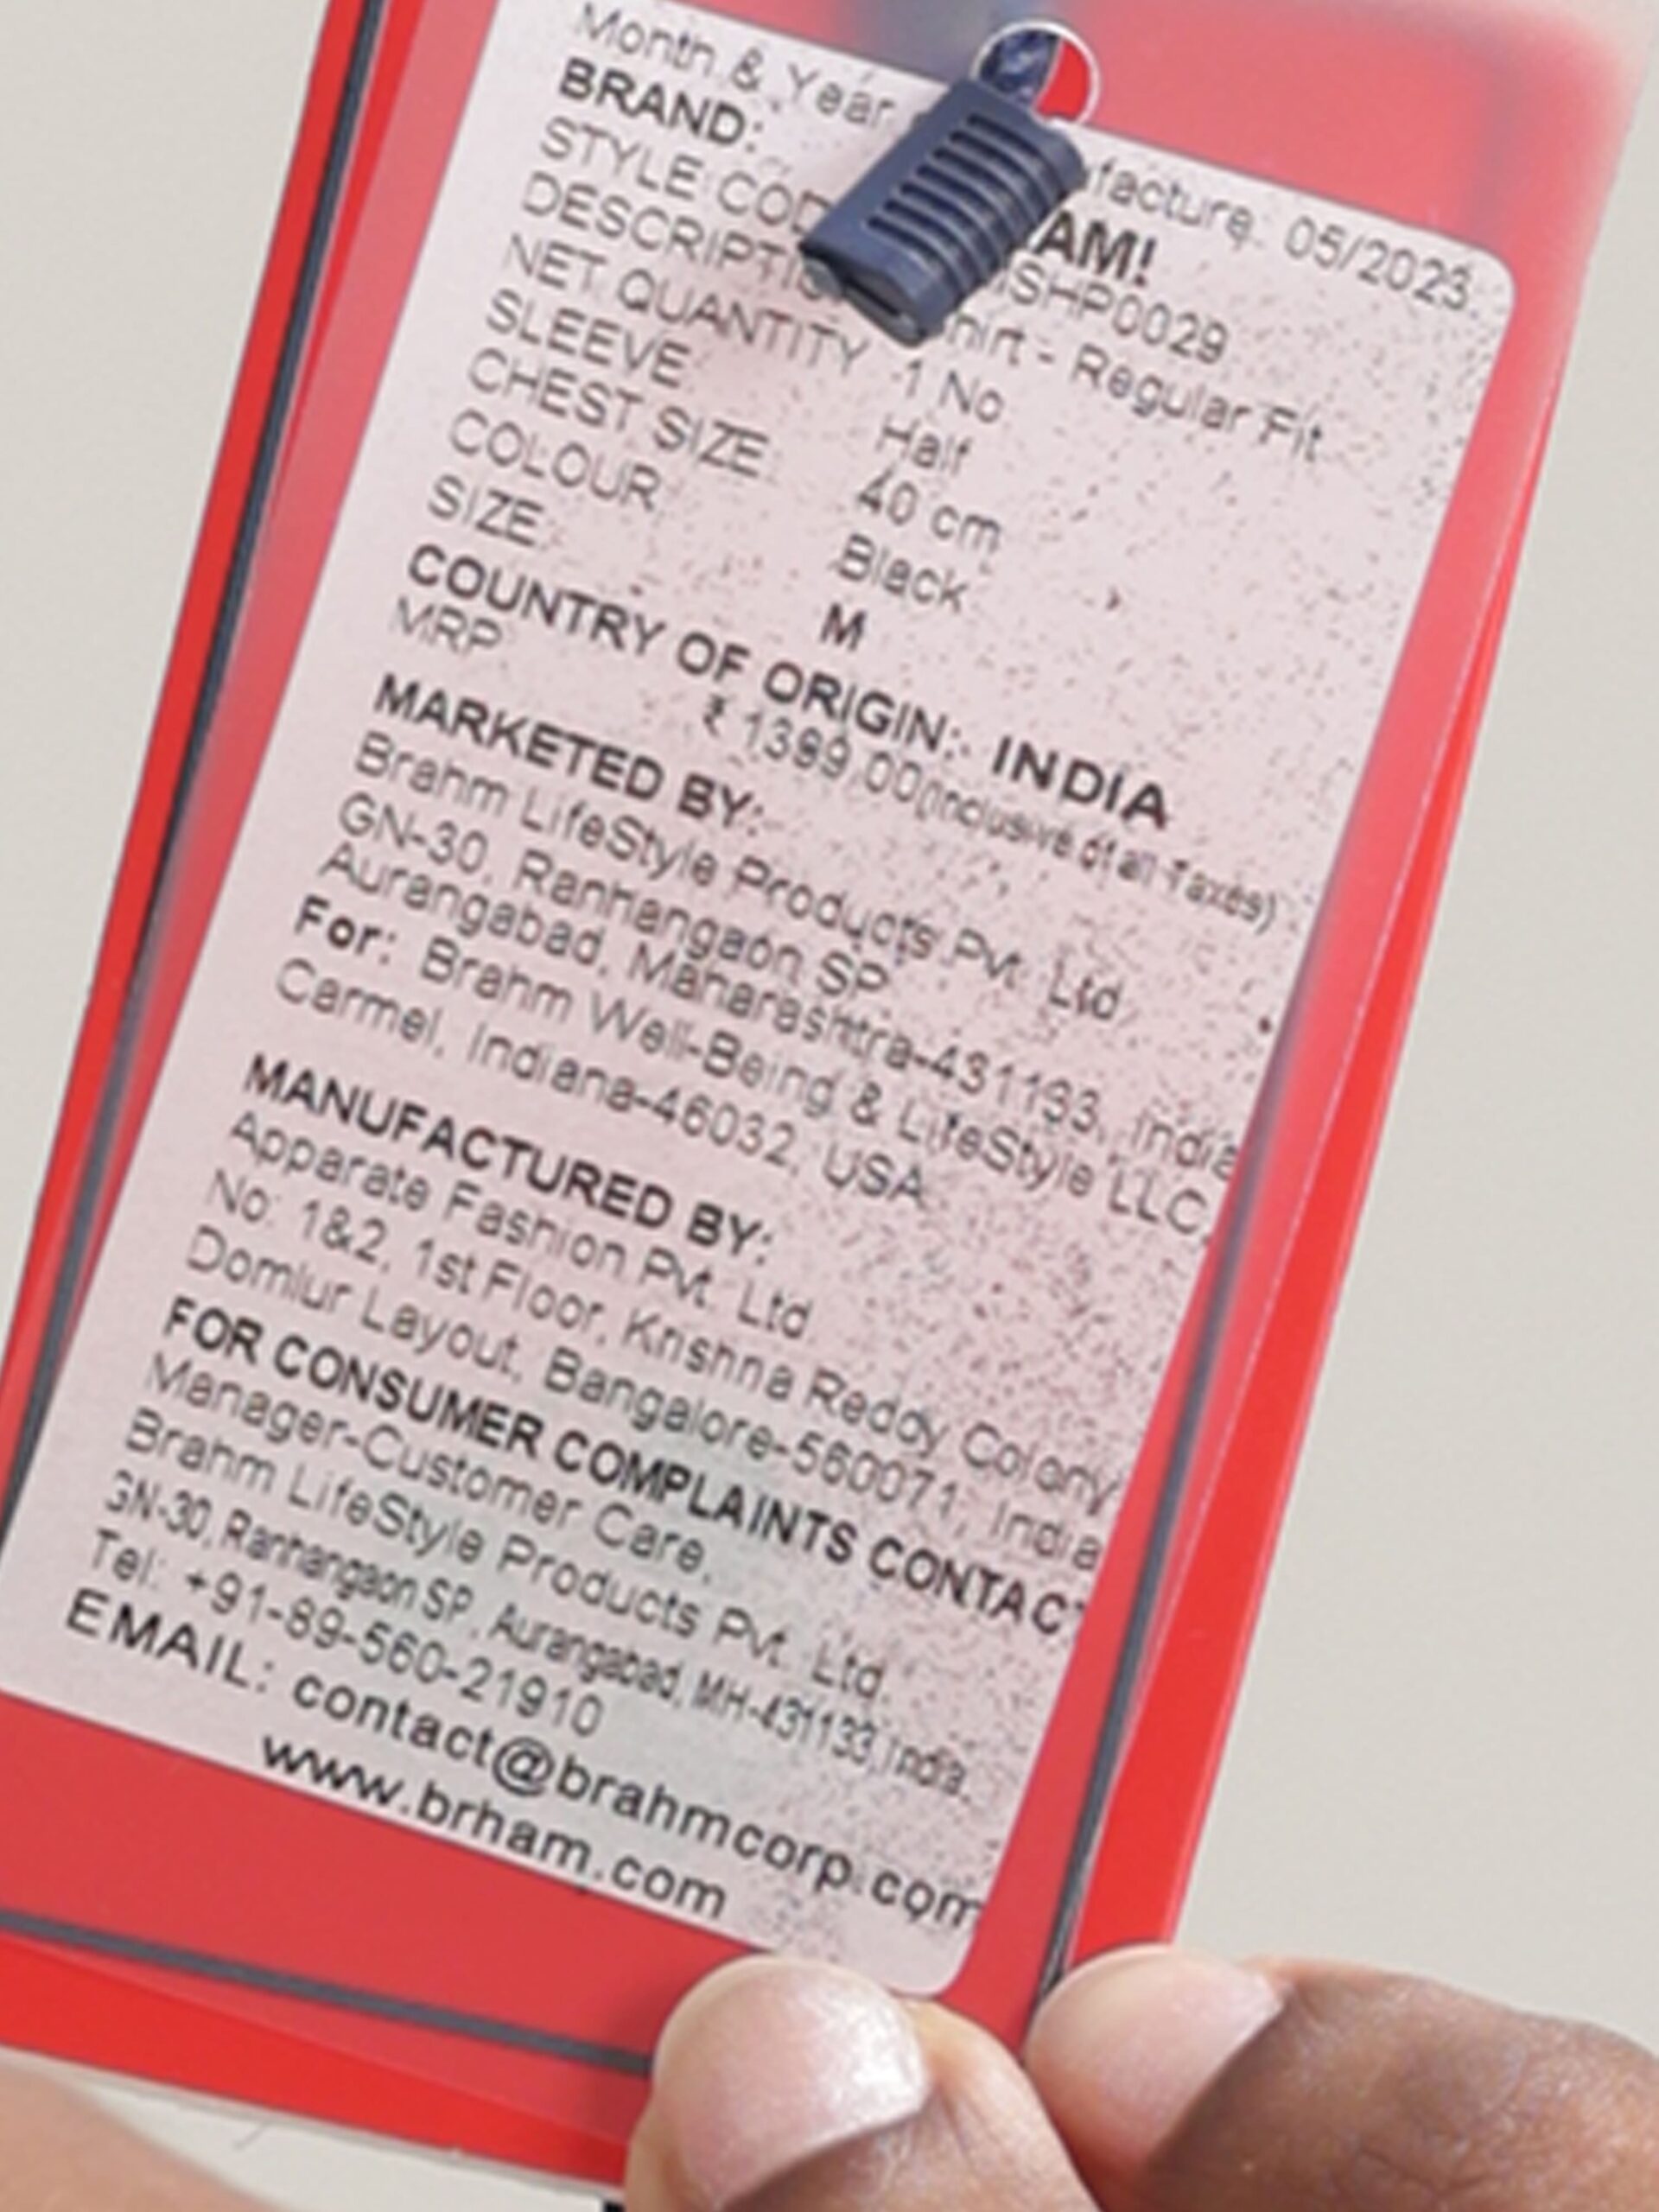 Month & Year facture: 05/2023.
BRAND: AM!
STYLE COD SHP0029
DESCRIPTI hirt - Regular Fit
NET QUANTITY 1 No
SLEEVE: Half
CHEST SIZE 40 cm
COLOUR Black
SIZE: M
COUNTRY OF ORIGIN: INDIA
MRP ₹ 1399.00(Inclusive of all Taxes)
MARKETED BY:
Brahm LifeStyle Products Pvt. Ltd.
GN-30, Ranhangaon SP
Aurangabad, Maharashtra-431133, India
For: Brahm Well-Being & LifeStyle LLC,
Carmel, Indiana-46032, USA
MANUFACTURED BY:
Apparate Fashion Pvt. Ltd
No: 1&2, 1st Floor, Krishna Reddy Colony
Domlur Layout, Bangalore-560071, India
FOR CONSUMER COMPLAINTS CONTACT
Manager-Customer Care,
Brahm LifeStyle Products Pvt. Ltd.
GN-30, Ranhangaon SP, Aurangabad, MH-431133, India.
Tel: +91-89-560-21910
EMAIL: contact@brahmcorp.com
www.brham.com